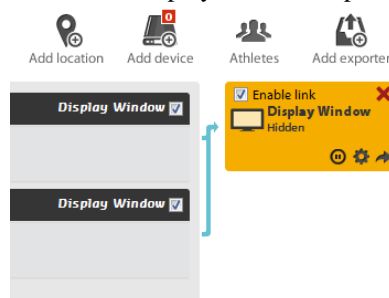 0
Add location Add device Athletes Add exporter
Display Window
Enable link
Display Window
Hidden
Display Window